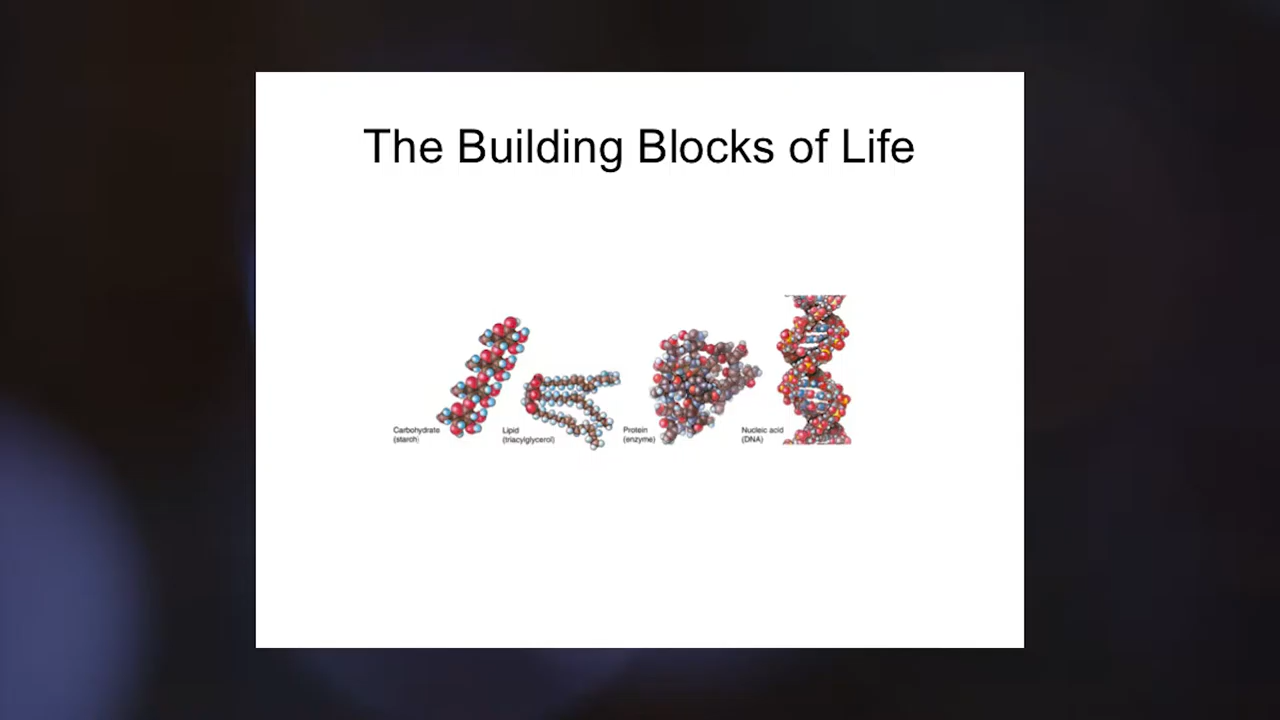 The Building Blocks of Life
Carbohydrate
(starch)
Lipid
(triacylglycerol)
Protein
(enzyme)
Nucleic acid
(DNA)